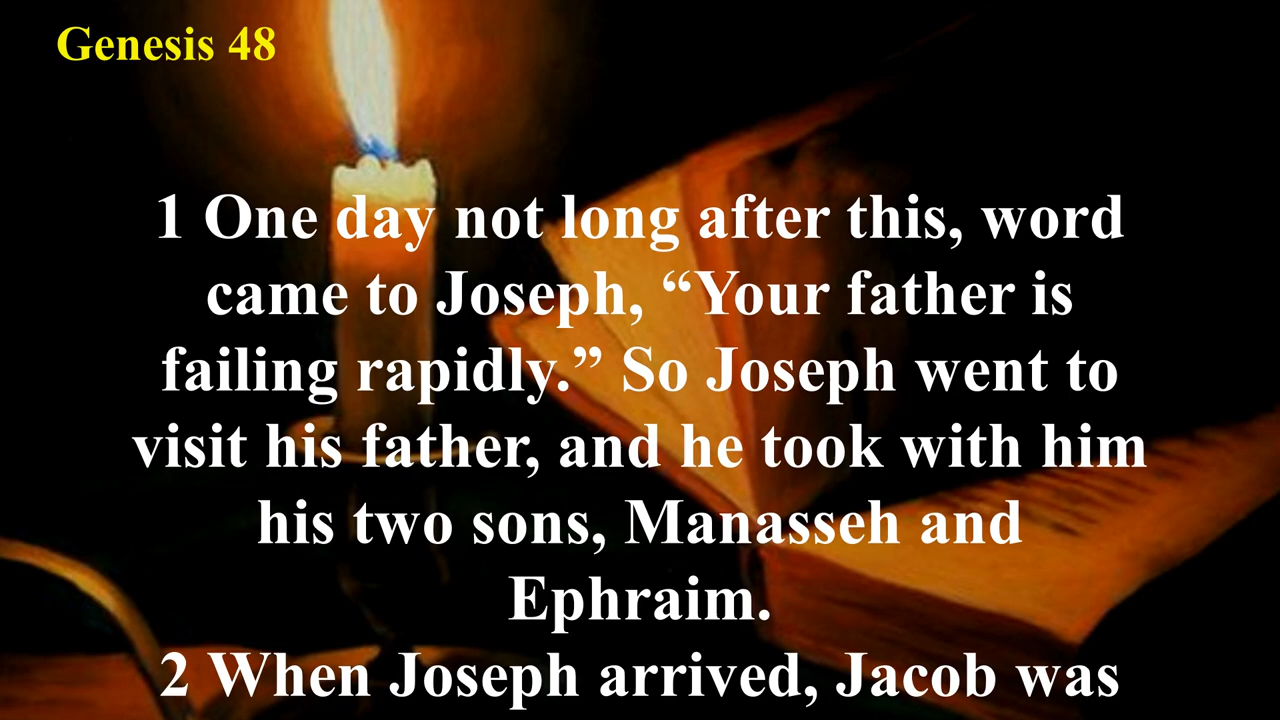 Genesis 48
1 One day not long after this, word
came to Joseph, “Your father is
failing rapidly.” So Joseph went to
visit his father, and he took with him
his two sons, Manasseh and
Ephraim.
2 When Joseph arrived, Jacob was